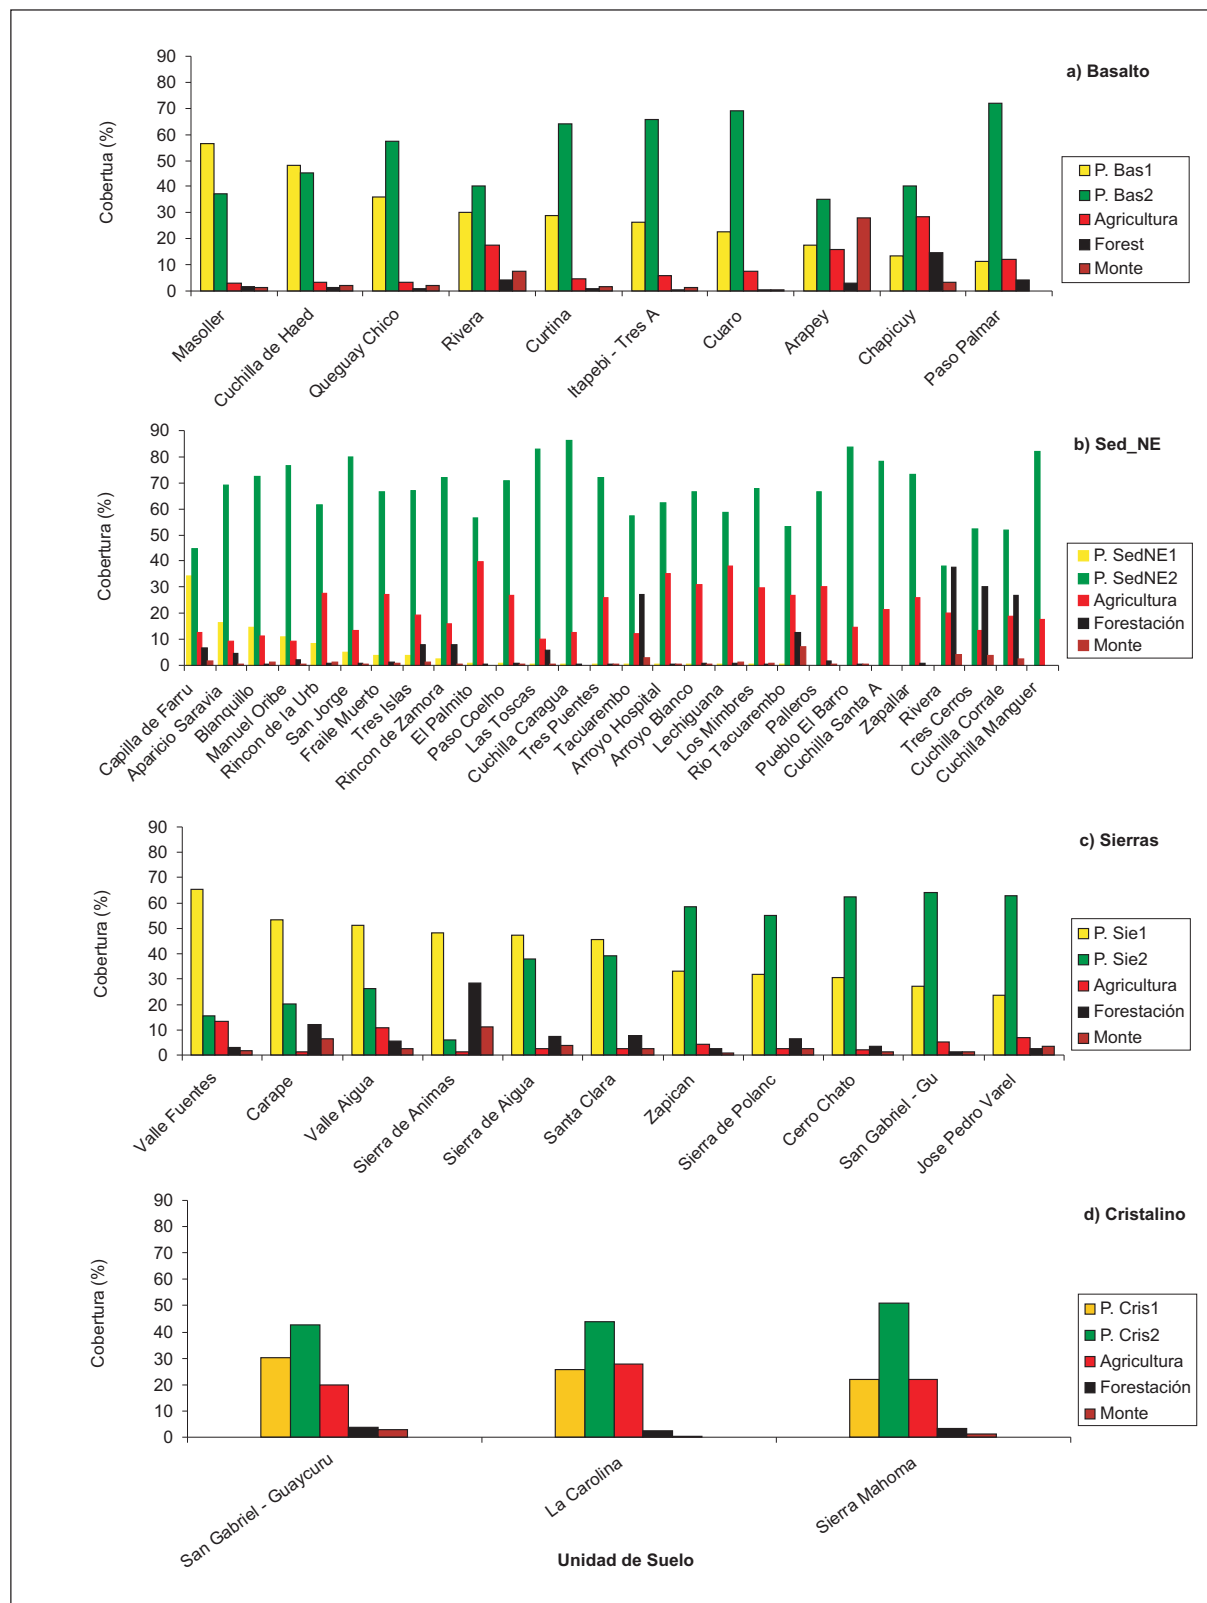 a) Basalto
Cobertua (%)
90
80
70
60
50
40
30
20
10
0
Masoller
Cuchilla de Haed
Queguay Chico
Rivera
Curtina
Itapebi - Tres A
Cuaro
Arapey
Chapicuy
Paso Palmar
P. Bas1
P. Bas2
Agricultura
Forest
Monte
b) Sed_NE
Cobertura (%)
90
80
70
60
50
40
30
20
10
0
Capilla de Farru
Aparicio Saravia
Blanquillo
Manuel Oribe
Rincon de la Urb
San Jorge
Fraile Muerto
Tres Islas
Rincon de Zamora
El Palmito
Paso Coelho
Las Toscas
Cuchilla Caragua
Tres Puentes
Tacuarembo
Arroyo Hospital
Arroyo Blanco
Lechiguana
Los Mimbres
Rio Tacuarembo
Palleros
Pueblo El Barro
Cuchilla Santa A
Zapallar
Rivera
Tres Cerros
Cuchilla Corrale
Cuchilla Manguer
P. SedNE1
P. SedNE2
Agricultura
Forestación
Monte
c) Sierras
Cobertura (%)
90
80
70
60
50
40
30
20
10
0
Valle Fuentes
Carape
Valle Aigua
Sierra de Animas
Sierra de Aigua
Santa Clara
Zapican
Sierra de Polanc
Cerro Chato
San Gabriel - Gu
Jose Pedro Varel
P. Sie1
P. Sie2
Agricultura
Forestación
Monte
d) Cristalino
Cobertura (%)
90
80
70
60
50
40
30
20
10
0
San Gabriel - Guaycuru
La Carolina
Sierra Mahoma
P. Cris1
P. Cris2
Agricultura
Forestación
Monte
Unidad de Suelo